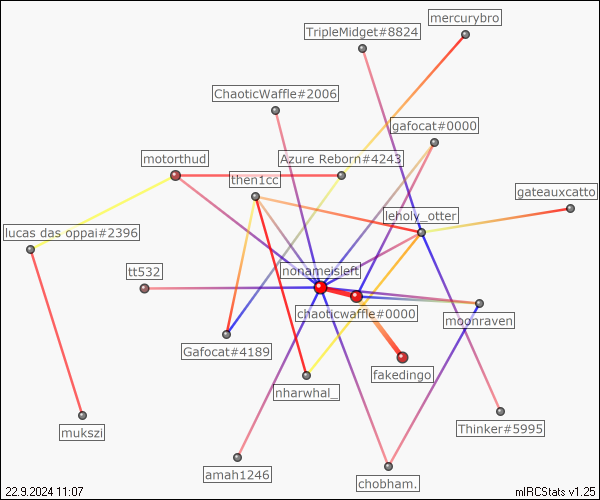 mercurybro
TripleMidget#8824
ChaoticWaffle#2006
gafocat#0000
motorthud
Azure Reborn#4243
then1cc
gateauxcatto
leholy_otter
lucas das oppai#2396
tt532
nonameisleft
chaoticwaffle#0000
moonraven
Gafocat#4189
fakedingo
nharwhal_
mukszi
Thinker#5995
amah1246
chobham.
22.9.2024 11:07
mIRCStats v1.25